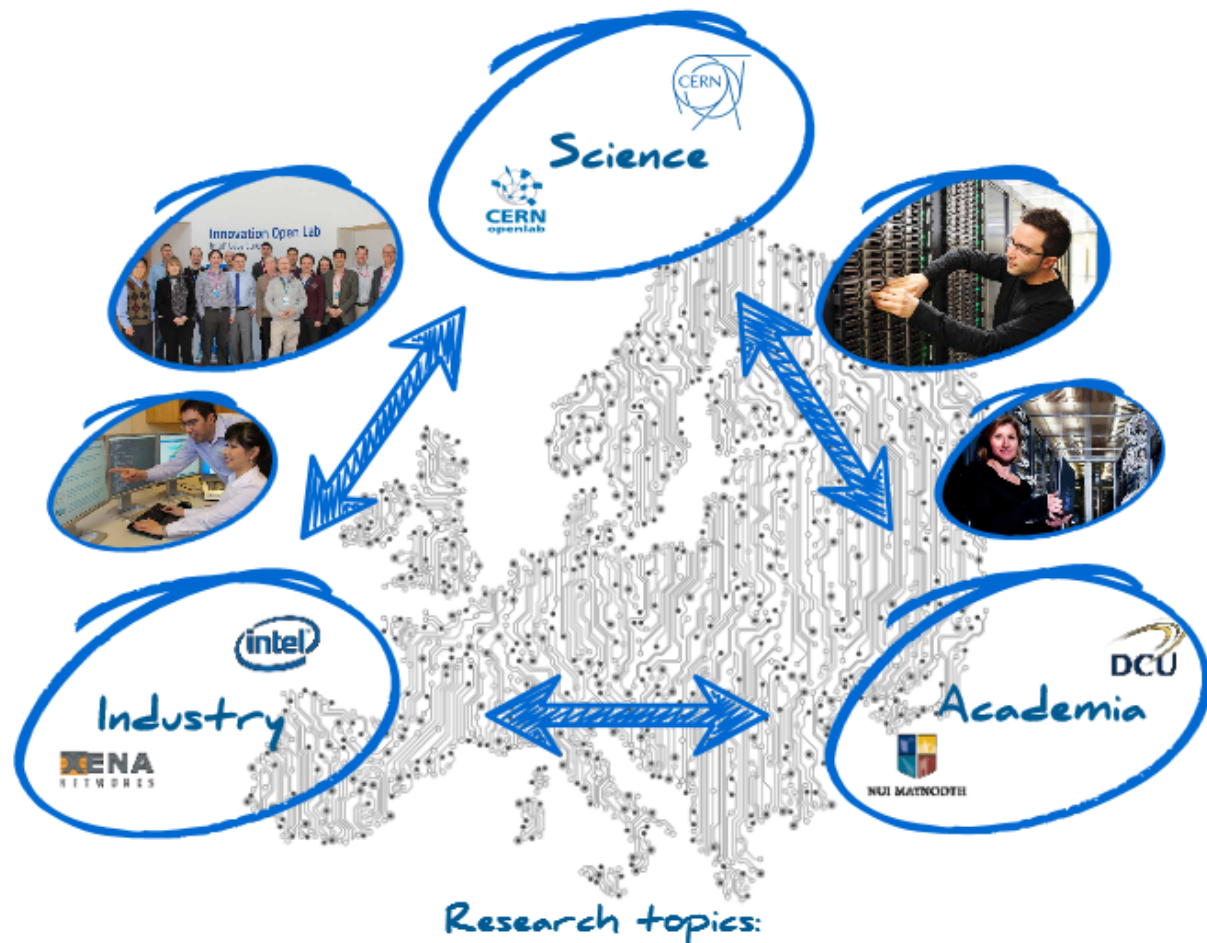 CERN
Science
CERN
openlab
Innovation Open Lab
intel
Industry
XENA
NETWORKS
DCU
Academia
NUI MAYNOOTH
Research topics: